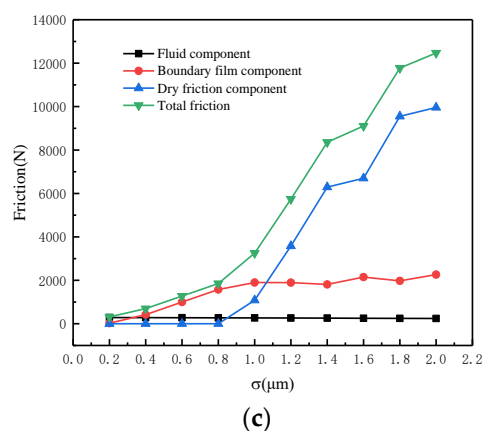 14000
12000
10000
8000
6000
4000
2000
0
Friction(N)
Fluid component
Boundary film component
Dry friction component
Total friction
0.0 0.2 0.4 0.6 0.8 1.0 1.2 1.4 1.6 1.8 2.0 2.2
σ(μm)
(c)